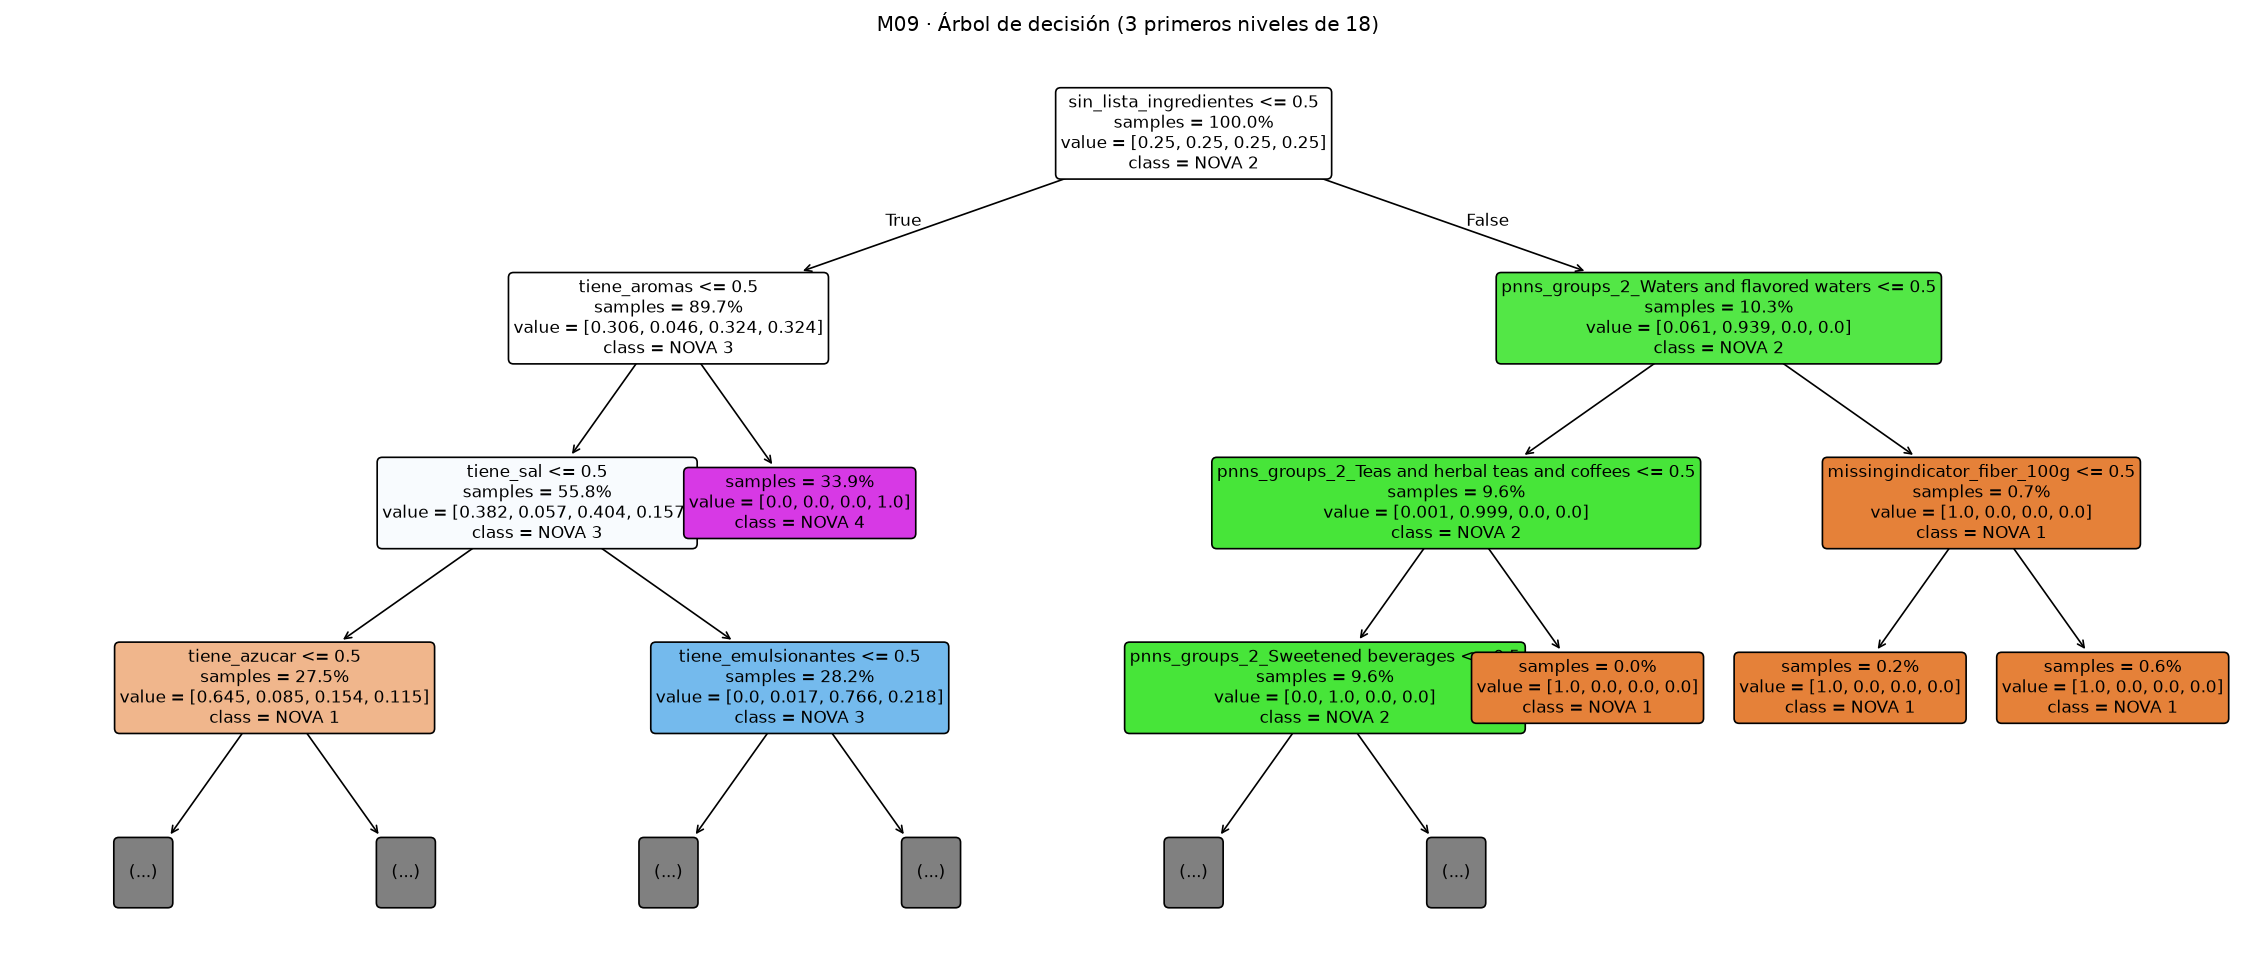 M09 · Árbol de decisión (3 primeros niveles de 18)
sin_lista_ingredientes <= 0.5
samples = 100.0%
value = [0.25, 0.25, 0.25, 0.25]
class = NOVA 2
True
False
tiene_aromas <= 0.5
samples = 89.7%
value = [0.306, 0.046, 0.324, 0.324]
class = NOVA 3
pnns_groups_2_Waters and flavored waters <= 0.5
samples = 10.3%
value = [0.061, 0.939, 0.0, 0.0]
class = NOVA 2
tiene_sal <= 0.5
samples = 55.8%
value = [0.382, 0.057, 0.404, 0.157
class = NOVA 3
samples = 33.9%
value = [0.0, 0.0, 0.0, 1.0]
class = NOVA 4
pnns_groups_2_Teas and herbal teas and coffees <= 0.5
samples = 9.6%
value = [0.001, 0.999, 0.0, 0.0]
class = NOVA 2
missingindicator_fiber_100g <= 0.5
samples = 0.7%
value = [1.0, 0.0, 0.0, 0.0]
class = NOVA 1
tiene_azucar <= 0.5
samples = 27.5%
value = [0.645, 0.085, 0.154, 0.115]
class = NOVA 1
tiene_emulsionantes <= 0.5
samples = 28.2%
value = [0.0, 0.017, 0.766, 0.218]
class = NOVA 3
pnns_groups_2_Sweetened beverages
samples = 9.6%
value = [0.0, 1.0, 0.0, 0.0]
class = NOVA 2
samples = 0.0%
value = [1.0, 0.0, 0.0, 0.0]
class = NOVA 1
samples = 0.2%
value = [1.0, 0.0, 0.0, 0.0]
class = NOVA 1
samples = 0.6%
value = [1.0, 0.0, 0.0, 0.0]
class = NOVA 1
(...)
(...)
(...)
(...)
(...)
(...)